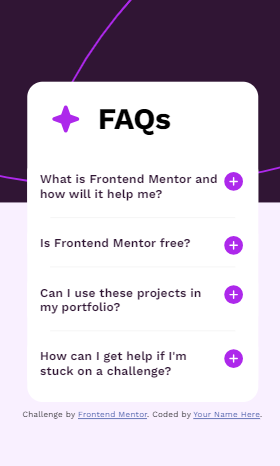 FAQs
What is Frontend Mentor and
how will it help me?
Is Frontend Mentor free?
Can I use these projects in
my portfolio?
How can I get help if I'm
stuck on a challenge?
Challenge by Frontend Mentor. Coded by Your Name Here.